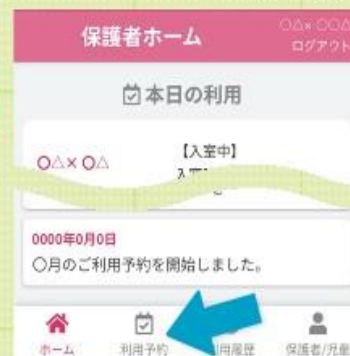 保護者ホーム
〇△×〇〇△
ログアウト
本日の利用
〇△×〇△
【入室中】
0000年0月0日
〇月のご利用予約を開始しました。
ホーム
利用予約
利用履歴
保護者/児童